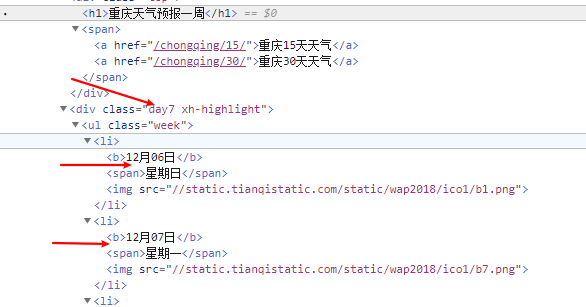 <h1>重庆天气预报一周</h1> == $0
<span>
<a href="/chongqing/15/">重庆15天天气</a>
<a href="/chongqing/30/">重庆30天天气</a>
</span>
</div>
<div class="day7 xh-highlight">
<ul class="week">
<li>
<b>12月06日</b>
<span>星期日</span>
<img src="//static.tianqistatic.com/static/wap2018/ico1/b1.png">
</li>
<li>
<b>12月07日</b>
<span>星期一</span>
<img src="//static.tianqistatic.com/static/wap2018/ico1/b7.png">
</li>
<li>